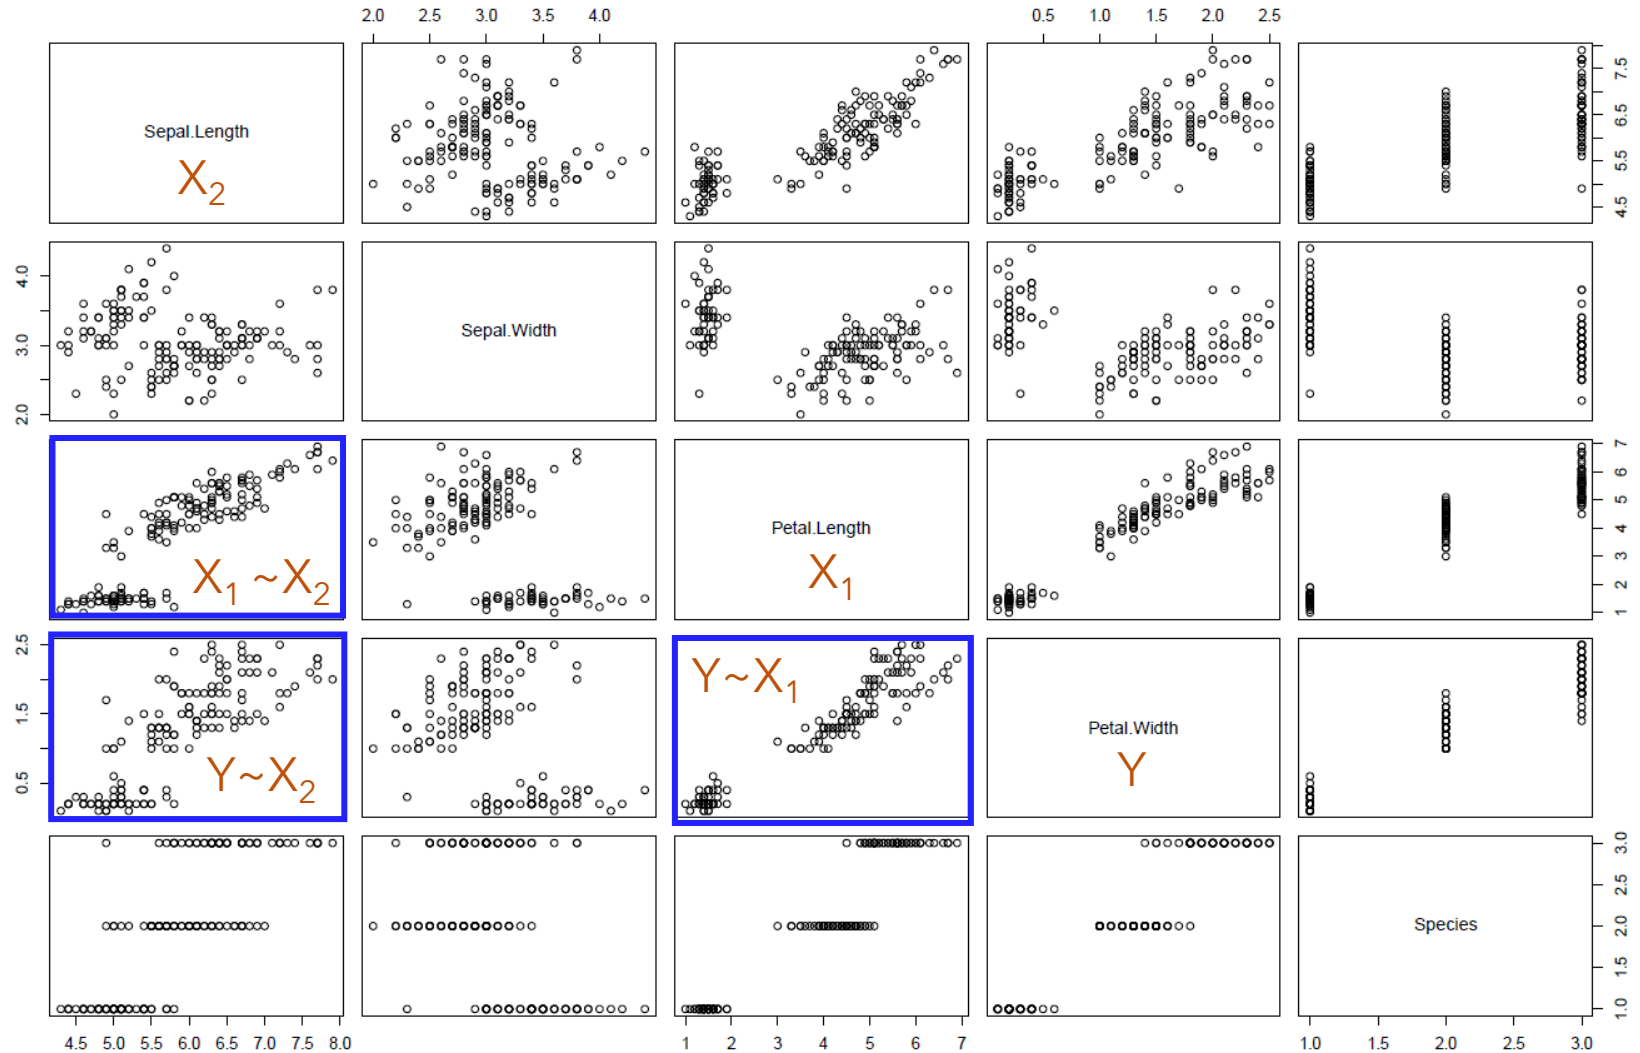 2.0 2.5 3.0 3.5 4.0
0.5 1.0 1.5 2.0 2.5
Sepal.Length
X2
4.5 5.5 6.5 7.5
2.0 3.0 4.0
Sepal.Width
X1 ~X2
Petal.Length
X1
1 2 3 4 5 6 7
0.5 1.5 2.5
Y~X2
Y~X1
Petal.Width
Y
Species
1.0 1.5 2.0 2.5 3.0
4.5 5.0 5.5 6.0 6.5 7.0 7.5 8.0
1 2 3 4 5 6 7
1.0 1.5 2.0 2.5 3.0